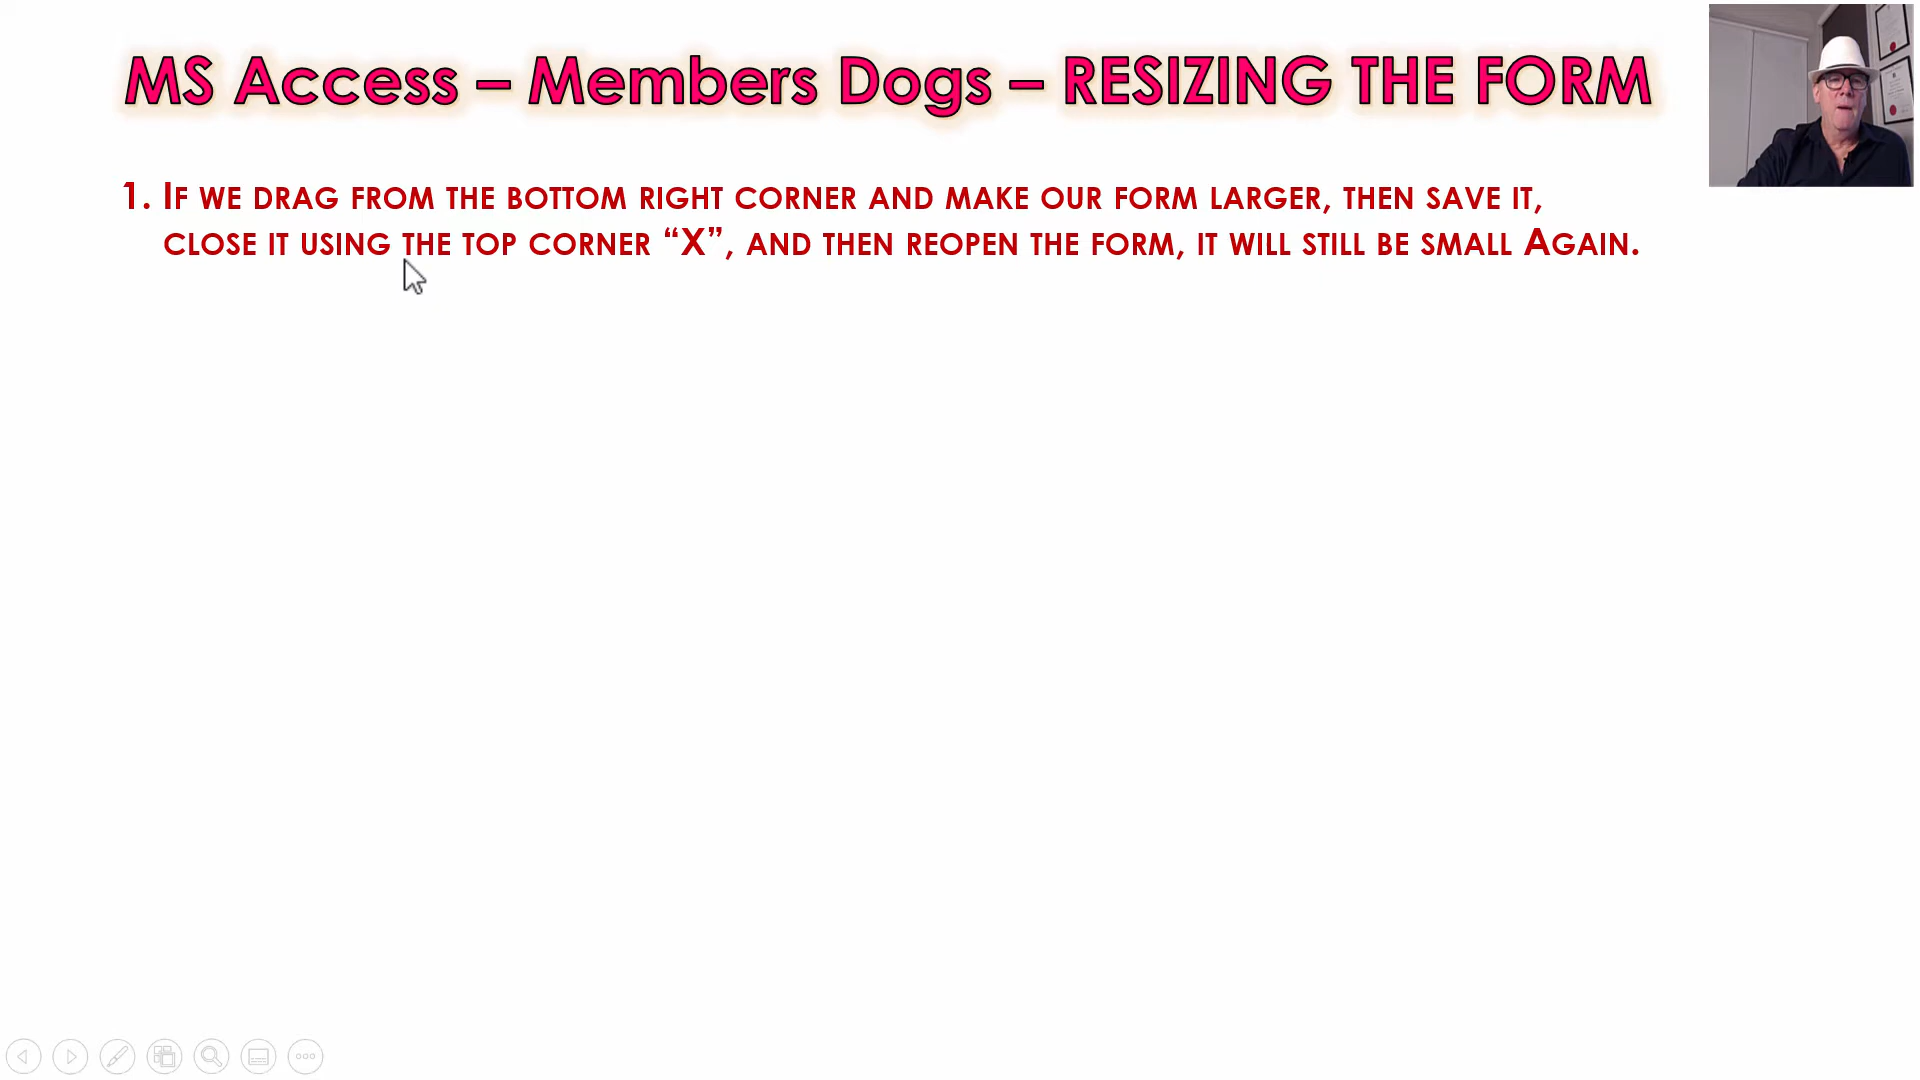 MS Access – Members Dogs – RESIZING THE FORM
1. If we drag from the bottom right corner and make our form larger, then save it,
close it using the top corner “X”, and then reopen the form, it will still be small Again.